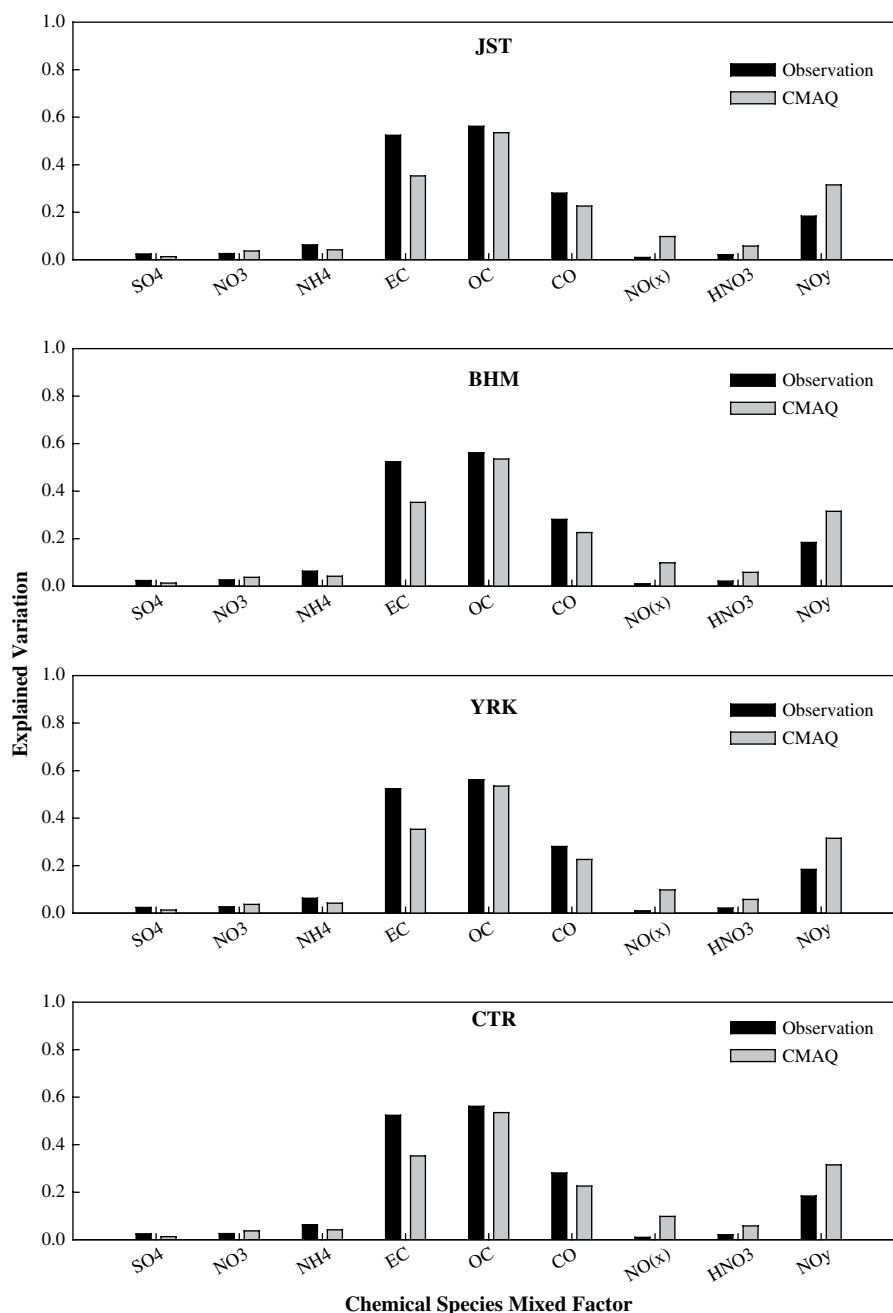 1.0
JST
Observation
0.8
CMAQ
0.6
0.4
0.2
0.0
SO4 NO3 NH4 EC OC CO NO(x) HNO3 NOy
1.0
BHM
Observation
0.8
CMAQ
0.6
0.4
0.2
0.0
SO4 NO3 NH4 EC OC CO NO(x) HNO3 NOy
Explained Variation
1.0
YRK
Observation
0.8
CMAQ
0.6
0.4
0.2
0.0
SO4 NO3 NH4 EC OC CO NO(x) HNO3 NOy
1.0
CTR
Observation
0.8
CMAQ
0.6
0.4
0.2
0.0
SO4 NO3 NH4 EC OC CO NO(x) HNO3 NOy
Chemical Species Mixed Factor